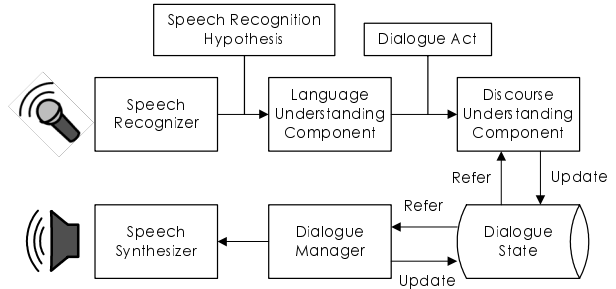 Speech Recognition
Hypothesis
Dialogue Act
Speech
Recognizer
Language
Understanding
Component
Discourse
Understanding
Component
Refer
Update
Speech
Synthesizer
Dialogue
Manager
Refer
Update
Dialogue
State